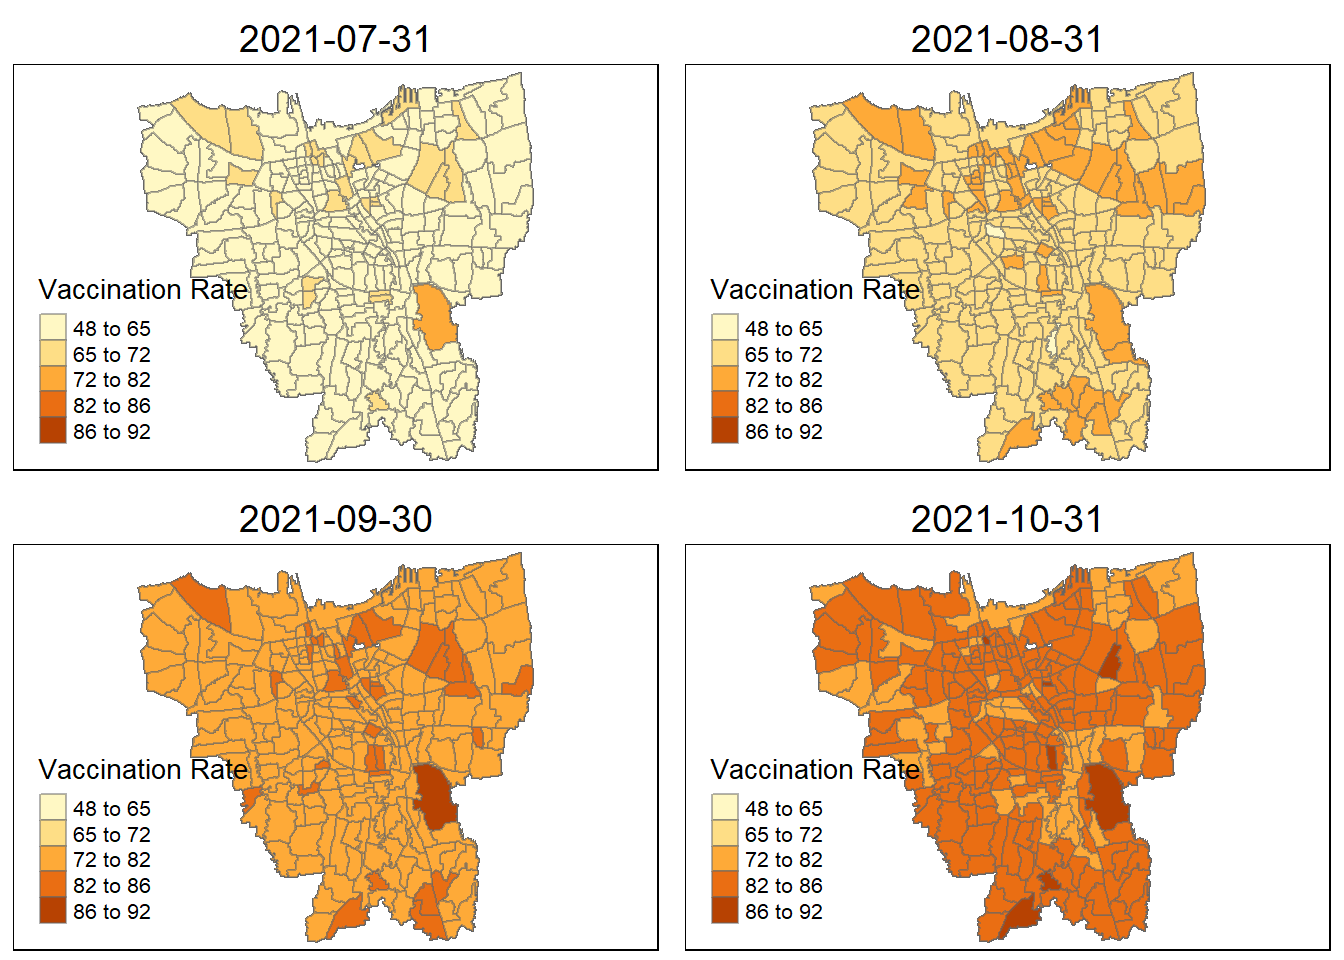 2021-07-31
Vaccination Rate
48 to 65
65 to 72
72 to 82
82 to 86
86 to 92
2021-08-31
Vaccination Rate
48 to 65
65 to 72
72 to 82
82 to 86
86 to 92
2021-09-30
Vaccination Rate
48 to 65
65 to 72
72 to 82
82 to 86
86 to 92
2021-10-31
Vaccination Rate
48 to 65
65 to 72
72 to 82
82 to 86
86 to 92